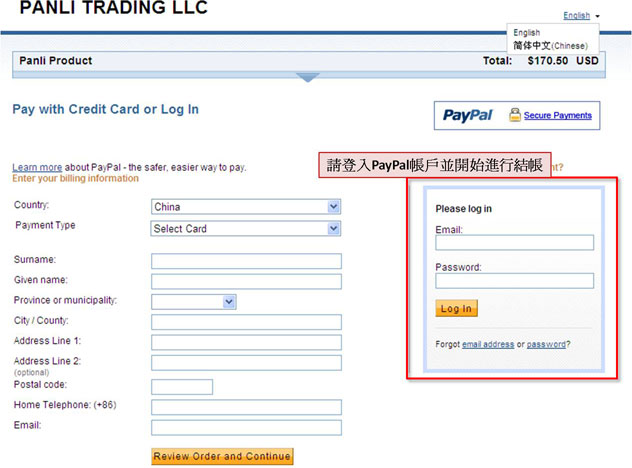 PANLI TRADING LLC
English
English
简体中文(Chinese)
Panli Product
Total: $170.50 USD
Pay with Credit Card or Log In
PayPal
Secure Payments
Learn more about PayPal - the safer, easier way to pay.
請登入PayPal帳戶並開始進行結帳
Enter your billing information
Country:
China
Payment Type
Select Card
Surname:
Given name:
Province or municipality:
City / County:
Address Line 1:
Address Line 2:
(optional)
Postal code:
Home Telephone: (+86)
Email:
Review Order and Continue
Please log in
Email:
Password:
Log In
Forgot email address or password?